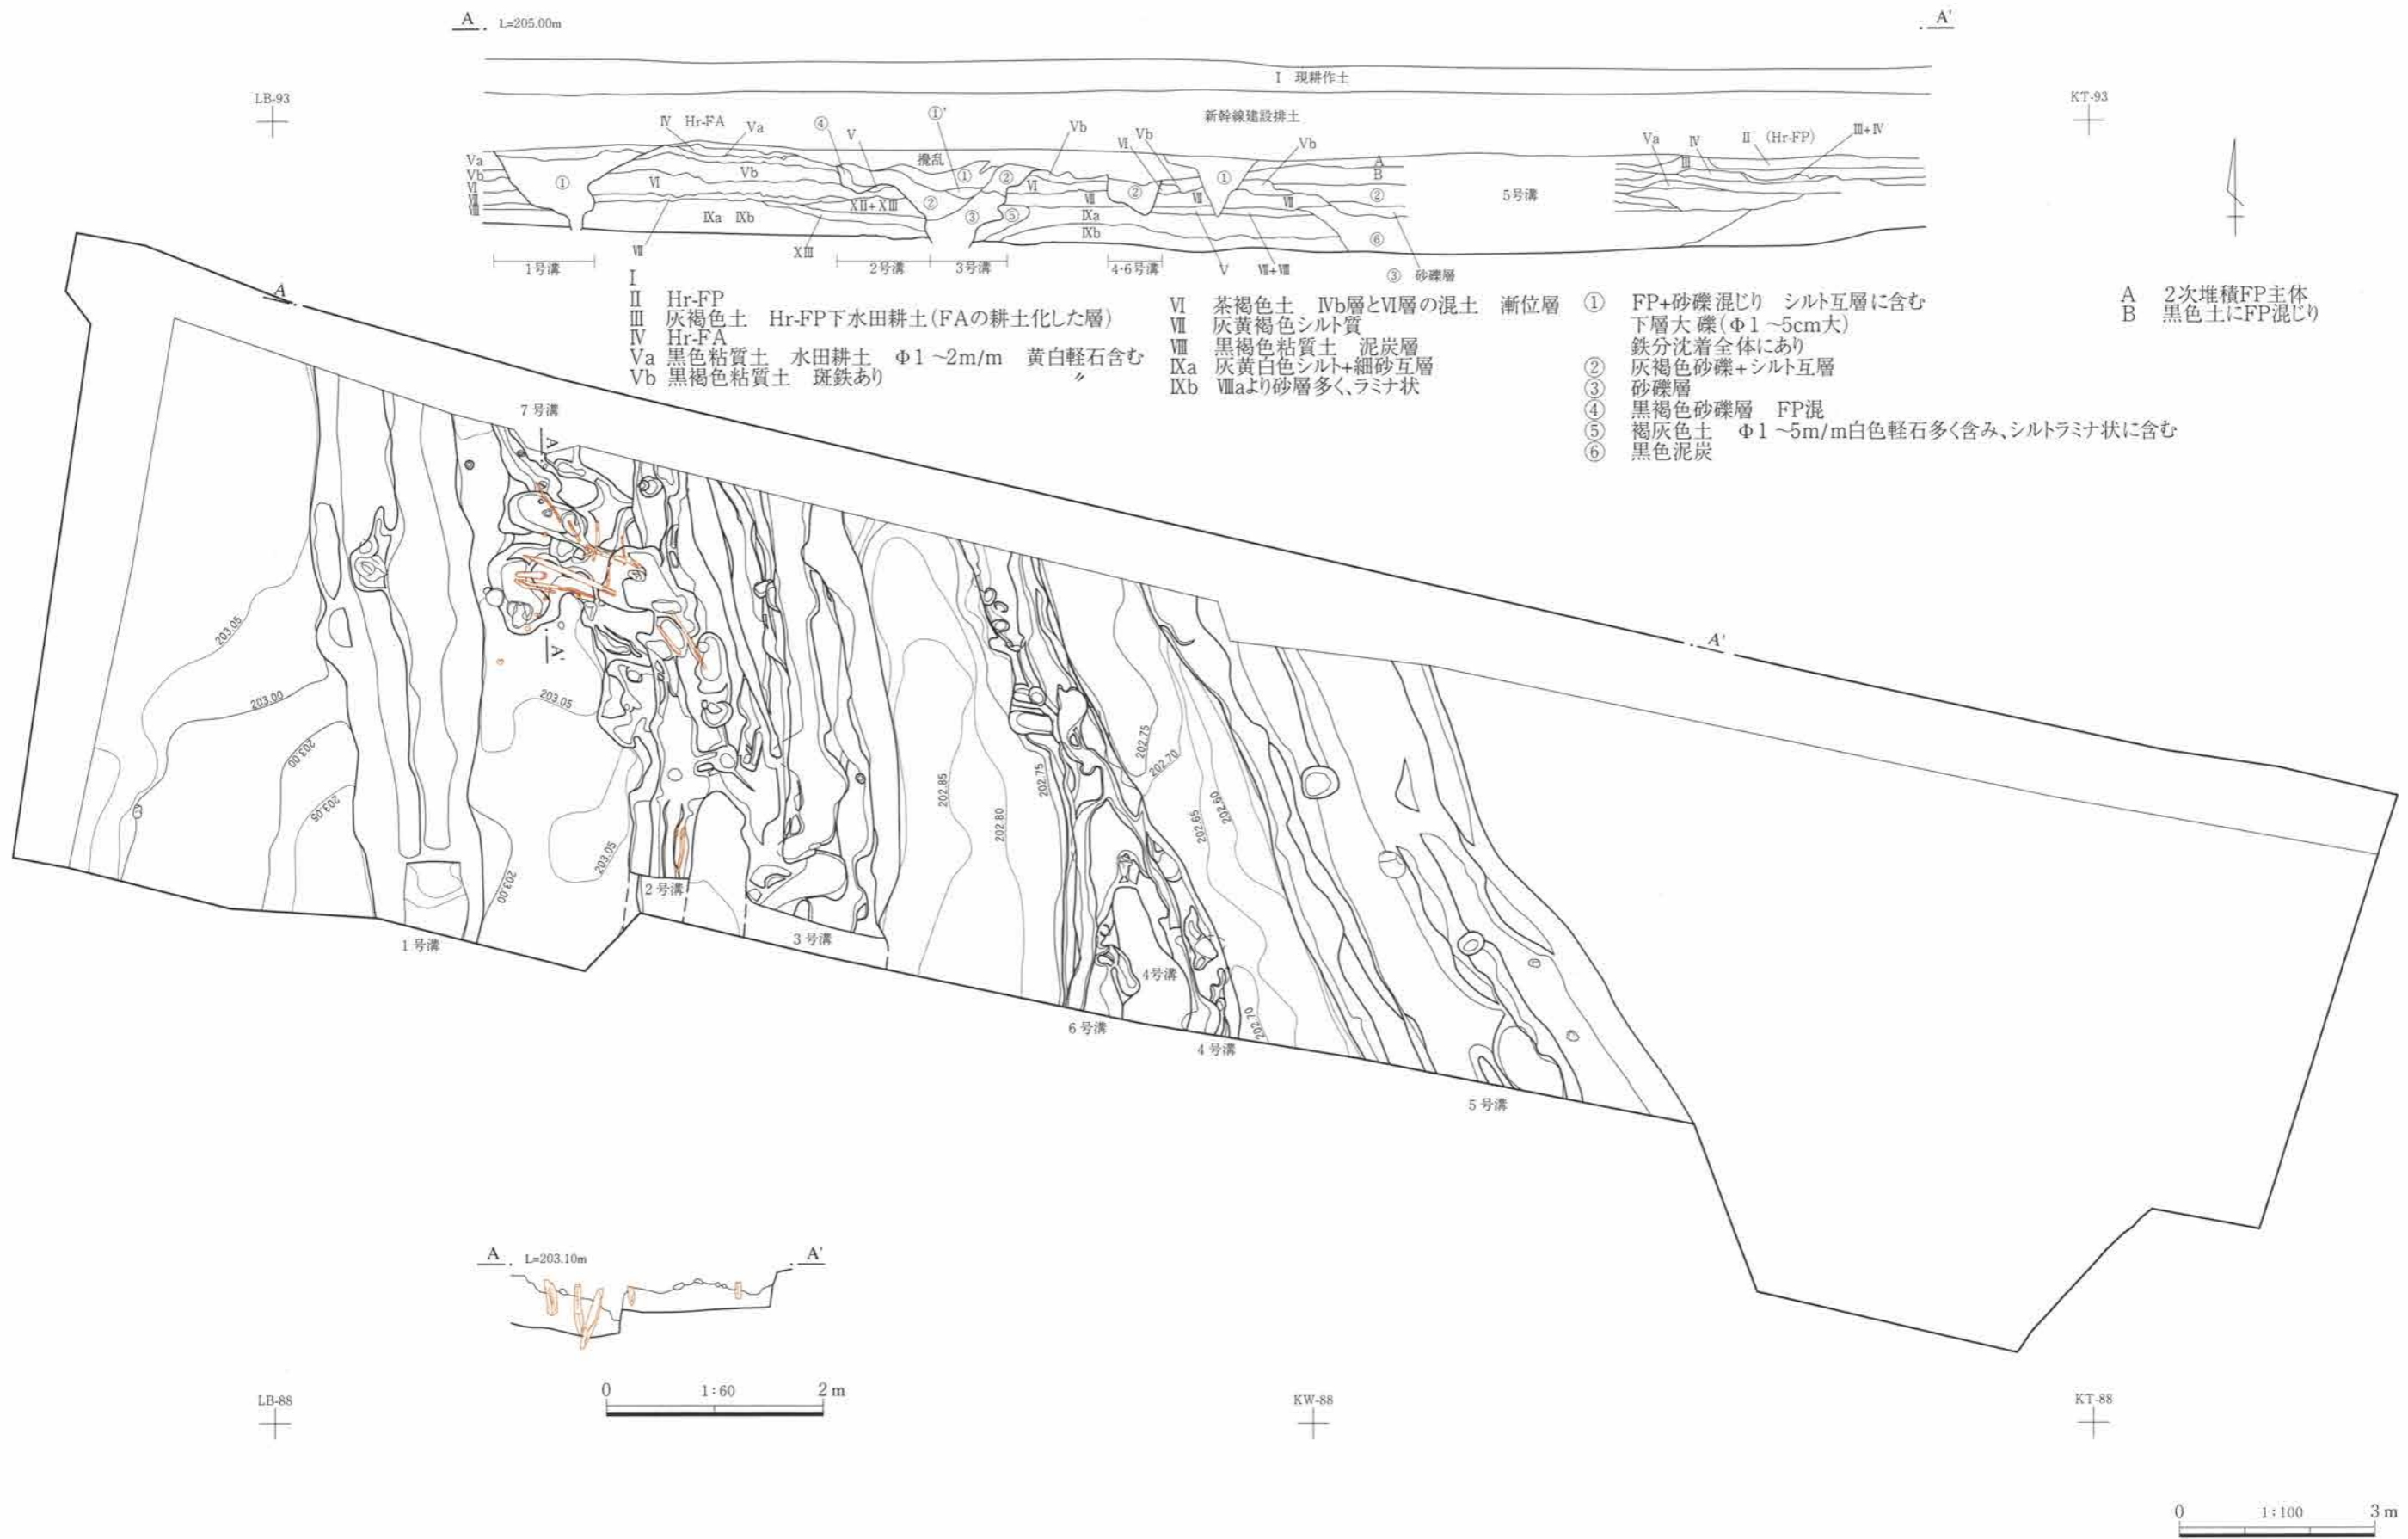 A L=205.00m A'
I 現耕作土
LB-93
KT-93
新幹線建設排土
①'
Ⅳ Hr-FA Va ④ V
攪乱
Vb Ⅵ Vb Vb
Va Ⅳ Ⅱ (Hr-FP) Ⅲ+Ⅳ
Ⅲ
Va
Vb
Ⅵ
Ⅶ
Ⅷ
① Ⅵ Vb ① ② Ⅵ ② ① A
B
Ⅶ Ⅶ Ⅶ ②
5号溝
Ⅸa Ⅸb XⅡ+XⅢ ② ③ ⑤ Ⅸa
Ⅸb ⑥
Ⅶ XⅢ V Ⅶ+Ⅷ ③ 砂礫層
1号溝 2号溝 3号溝 4・6号溝
Ⅰ
Ⅱ Hr-FP
Ⅲ 灰褐色土 Hr-FP下水田耕土(FAの耕土化した層)
Ⅳ Hr-FA
Va 黒色粘質土 水田耕土 Φ1~2m/m 黄白軽石含む
Vb 黒褐色粘質土 斑鉄あり 〃
Ⅵ 茶褐色土 Ⅳb層とⅥ層の混土 漸位層
Ⅶ 灰黄褐色シルト質
Ⅷ 黒褐色粘質土 泥炭層
Ⅸa 灰黄白色シルト+細砂互層
Ⅸb Ⅷaより砂層多く、ラミナ状
① FP+砂礫混じり シルト互層に含む
下層大礫(Φ1~5cm大)
鉄分沈着全体にあり
② 灰褐色砂礫+シルト互層
③ 砂礫層
④ 黒褐色砂礫層 FP混
⑤ 褐灰色土 Φ1~5m/m白色軽石多く含み、シルトラミナ状に含む
⑥ 黒色泥炭
A 2次堆積FP主体
B 黒色土にFP混じり
A
7号溝
A
A'
A'
203.05
203.00
203.00
203.05
203.05
203.05
203.00
202.85
202.80
202.75
202.75
202.70
202.65
202.60
202.70
1号溝
2号溝
3号溝
4号溝
6号溝
4号溝
5号溝
A L=203.10m A'
0 1:60 2m
LB-88
KW-88
KT-88
0 1:100 3m